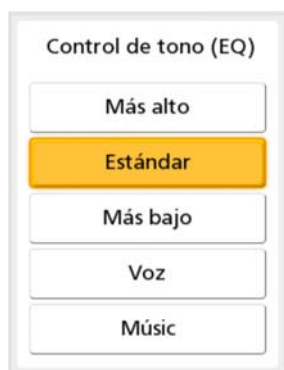 Control de tono (EQ)
Más alto
Estándar
Más bajo
Voz
Músic